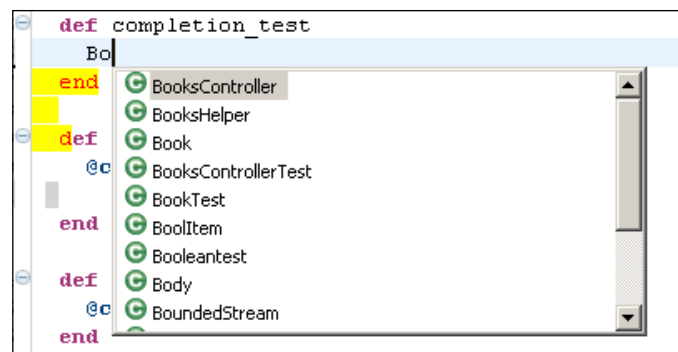 def completion_test
Bo
end
BooksController
BooksHelper
def
Book
@c
BooksControllerTest
BookTest
end
BoolItem
Booleantest
def
Body
@c
BoundedStream
end